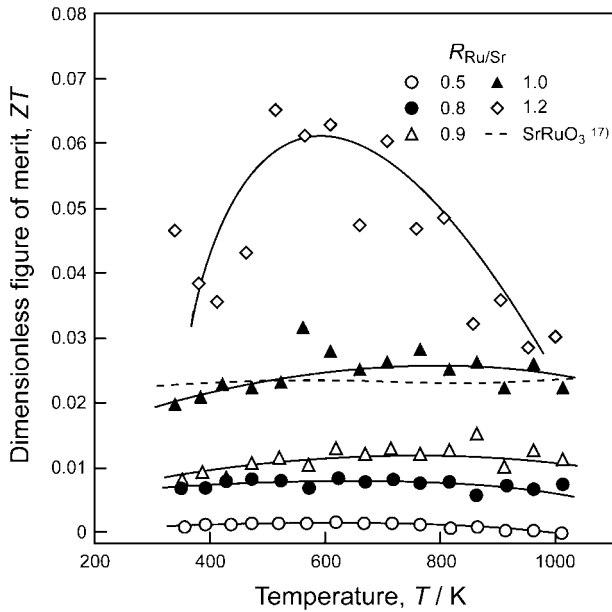 0.08
0.07
0.06
0.05
0.04
0.03
0.02
0.01
0
200 400 600 800 1000
Dimensionless figure of merit, ZT
Temperature, T / K
R_Ru/Sr
0.5 1.0
0.8 1.2
0.9 SrRuO₃ ¹⁷⁾